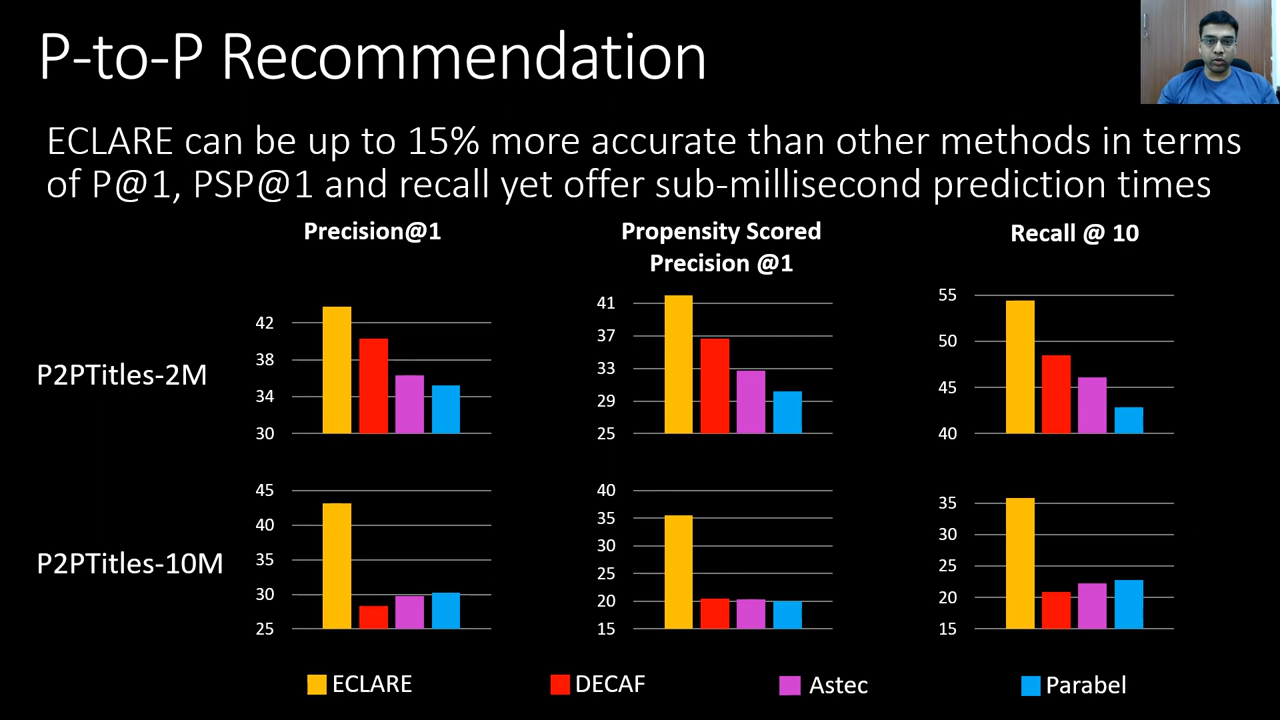 P-to-P Recommendation
ECLARE can be up to 15% more accurate than other methods in terms
of P@1, PSP@1 and recall yet offer sub-millisecond prediction times
Precision@1
Propensity Scored
Precision @1
Recall @ 10
P2PTitles-2M
42
38
34
30
41
37
33
29
25
55
50
45
40
P2PTitles-10M
45
40
35
30
25
40
35
30
25
20
15
35
30
25
20
15
ECLARE
DECAF
Astec
Parabel